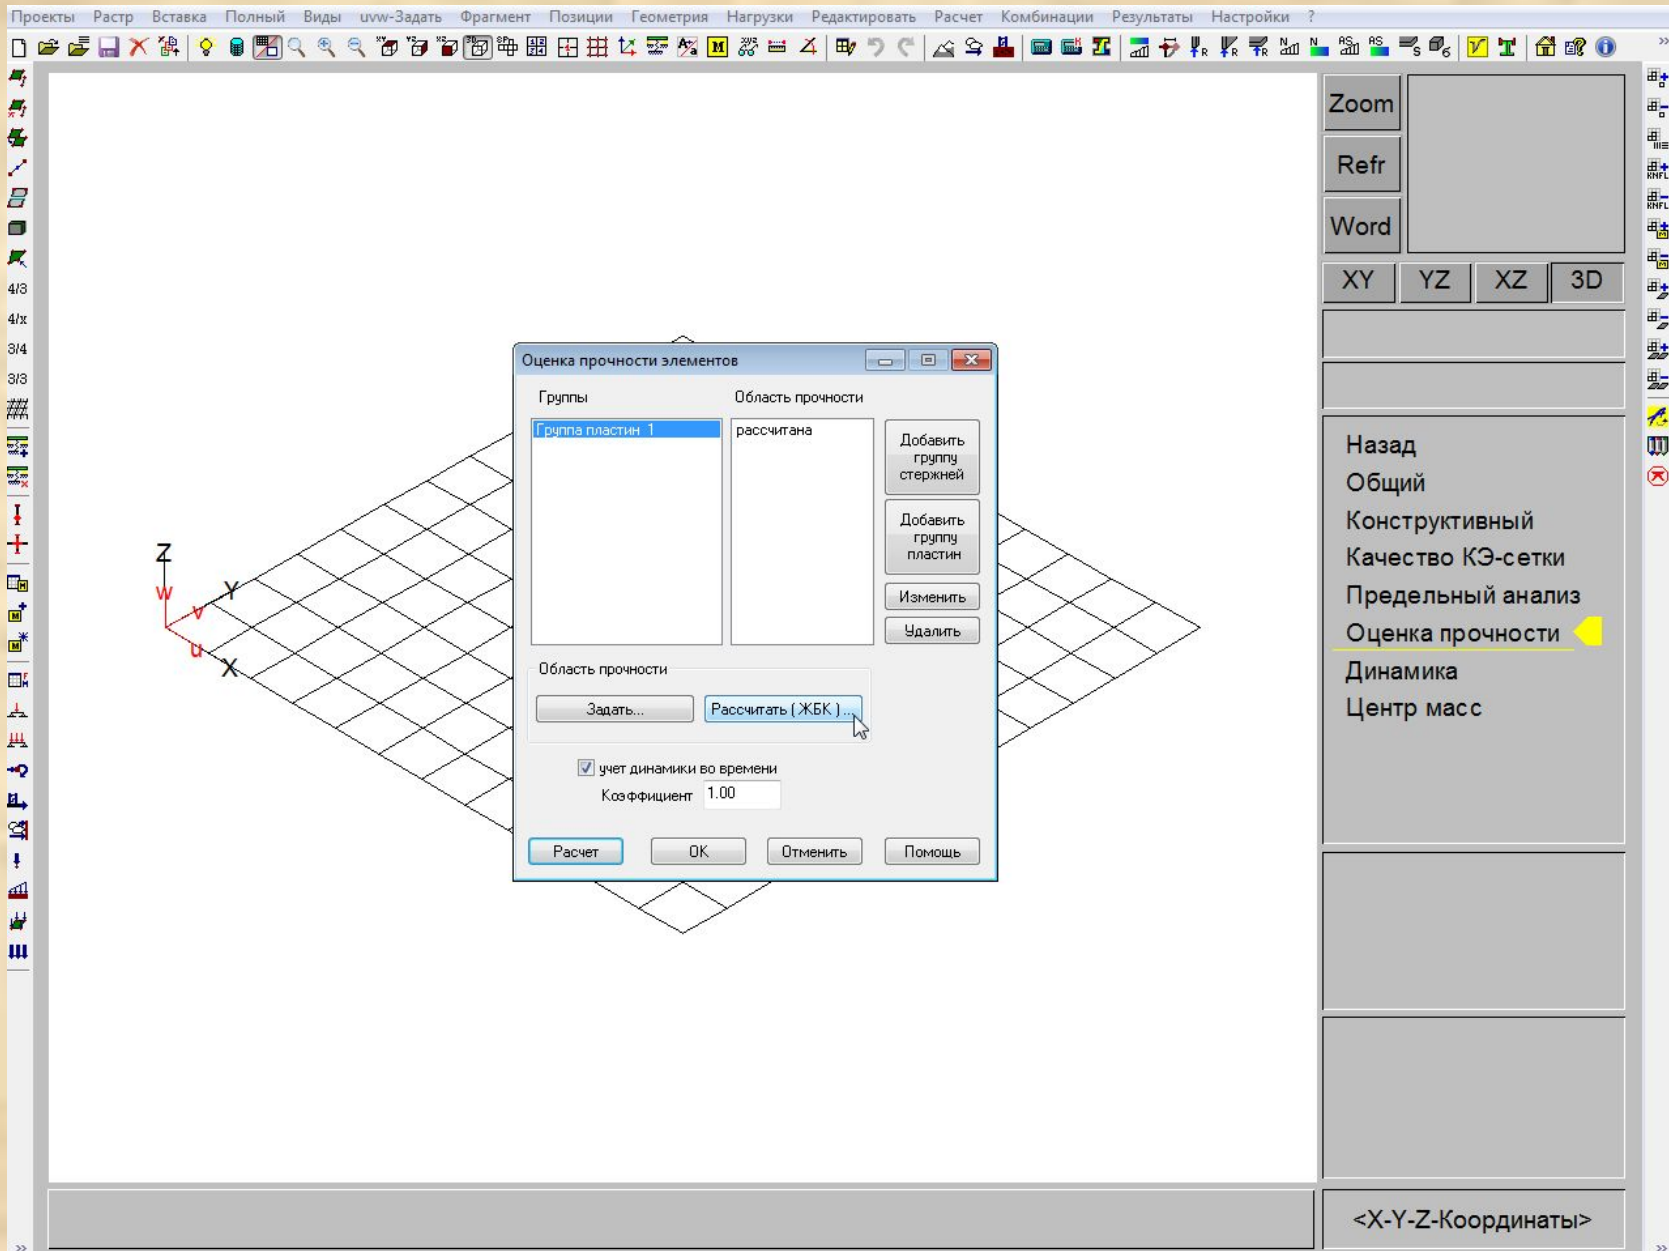 Проекты Растр Вставка Полный Виды uvw-Задать Фрагмент Позиции Геометрия Нагрузки Редактировать Расчет Комбинации Результаты Настройки ?
4/3
4/x
3/4
3/3
Zoom
Refr
Word
XY YZ XZ 3D
Назад
Общий
Конструктивный
Качество КЭ-сетки
Предельный анализ
Оценка прочности
Динамика
Центр масс
<X-Y-Z-Координаты>
Z
W
v Y
u X
Оценка прочности элементов
Группы Область прочности
Группа пластин 1 рассчитана
Добавить
группу
стержней
Добавить
группу
пластин
Изменить
Удалить
Область прочности
Задать... Рассчитать ( ЖБК ) ...
учет динамики во времени
Коэффициент 1.00
Расчет ОК Отменить Помощь